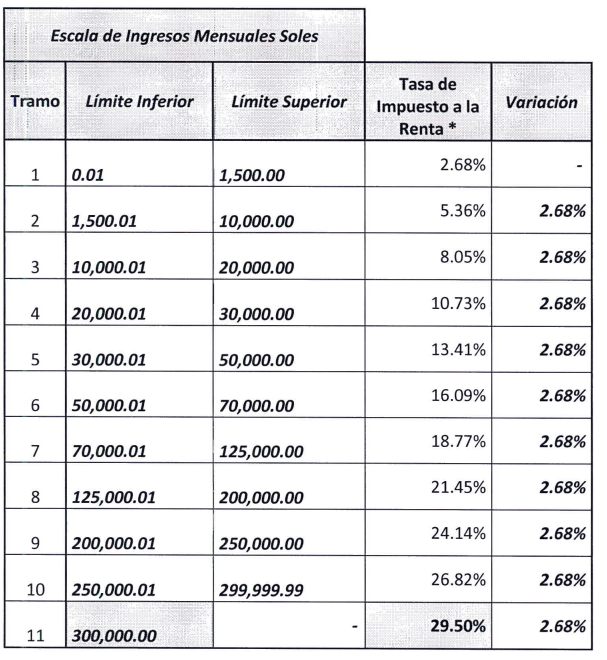 Escala de Ingresos Mensuales Soles
Tramo Límite Inferior Límite Superior Tasa de Impuesto a la Renta * Variación
1 0.01 1,500.00 2.68% -
2 1,500.01 10,000.00 5.36% 2.68%
3 10,000.01 20,000.00 8.05% 2.68%
4 20,000.01 30,000.00 10.73% 2.68%
5 30,000.01 50,000.00 13.41% 2.68%
6 50,000.01 70,000.00 16.09% 2.68%
7 70,000.01 125,000.00 18.77% 2.68%
8 125,000.01 200,000.00 21.45% 2.68%
9 200,000.01 250,000.00 24.14% 2.68%
10 250,000.01 299,999.99 26.82% 2.68%
11 300,000.00 - 29.50% 2.68%